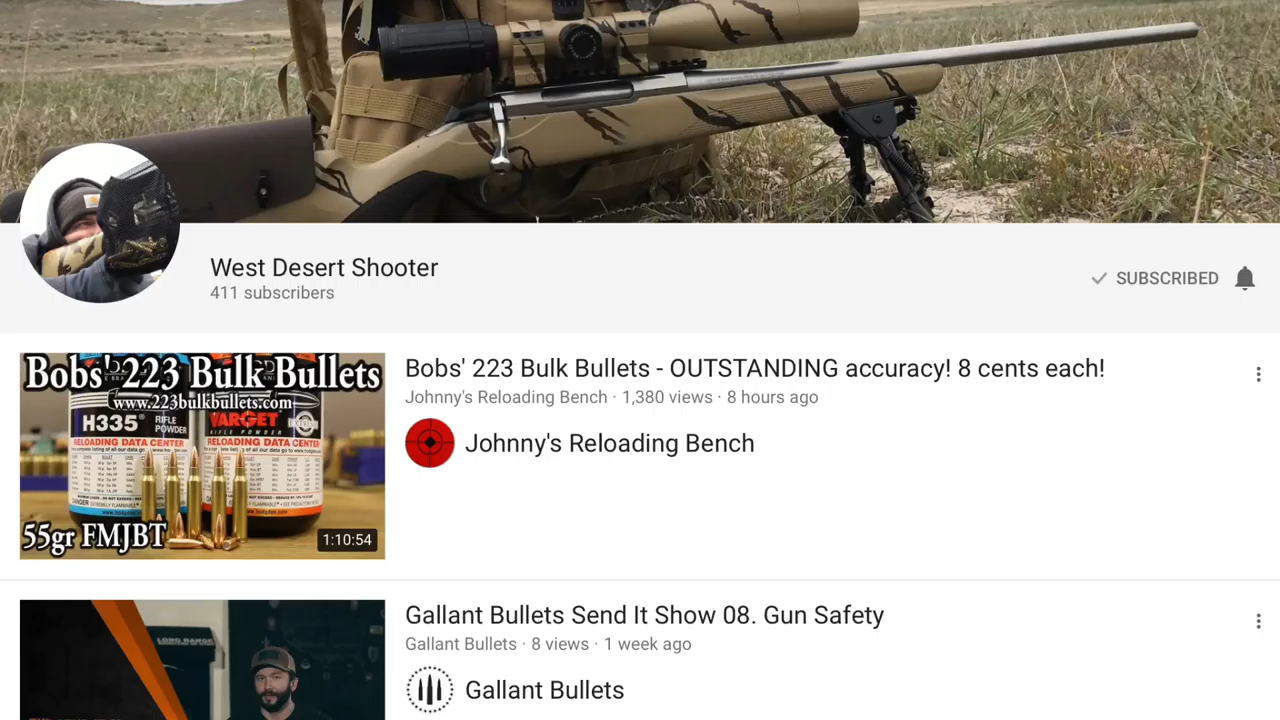 West Desert Shooter
411 subscribers
SUBSCRIBED
Bobs' 223 Bulk Bullets
www.223bulkbullets.com
H335
RIFLE
POWDER
VARGET
RIFLE POWDER
RELOADING DATA CENTER
RELOADING DATA CENTER
55gr FMJBT
1:10:54
Bobs' 223 Bulk Bullets - OUTSTANDING accuracy! 8 cents each!
Johnny's Reloading Bench · 1,380 views · 8 hours ago
Johnny's Reloading Bench
LONG RANGE
Gallant Bullets Send It Show 08. Gun Safety
Gallant Bullets · 8 views · 1 week ago
Gallant Bullets